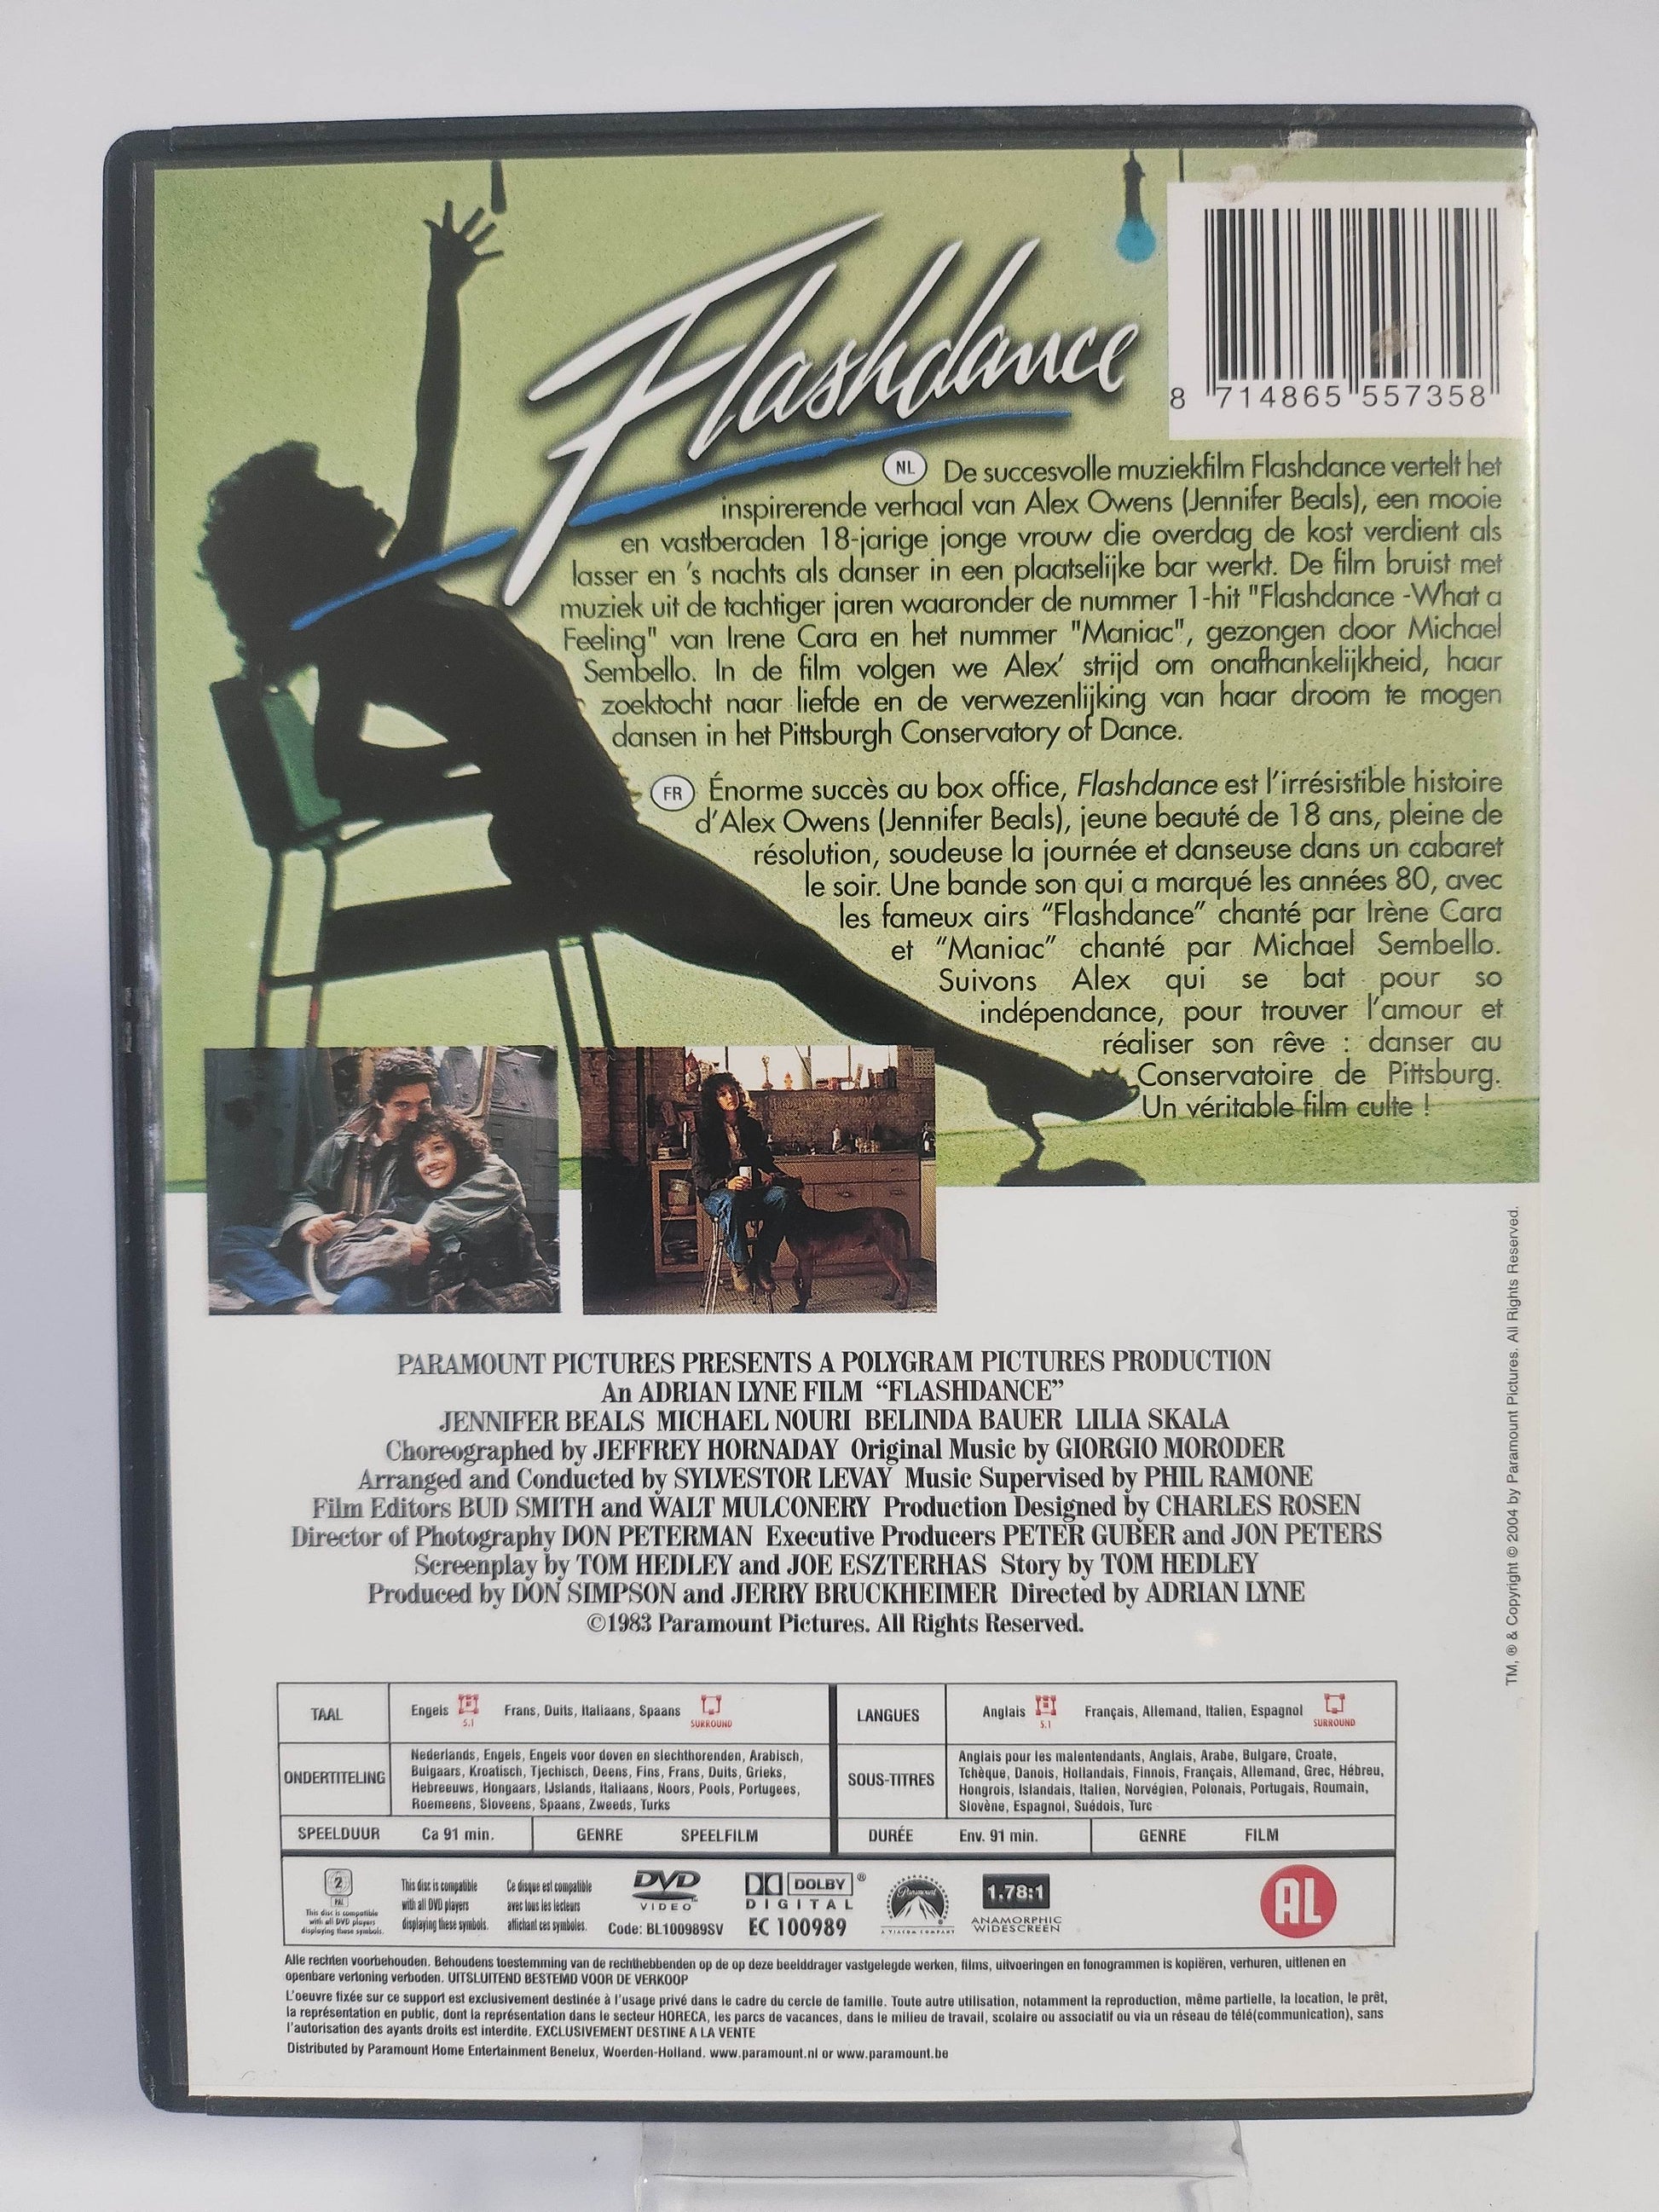 Flashdance
8 714865 557358
NL De succesvolle muziekfilm Flashdance vertelt het
inspirerende verhaal van Alex Owens (Jennifer Beals), een mooie
en vastberaden 18-jarige jonge vrouw die overdag de kost verdient als
lasser en 's nachts als danser in een plaatselijke bar werkt. De film bruist met
muziek uit de tachtiger jaren waaronder de nummer 1-hit "Flashdance -What a
Feeling" van Irene Cara en het nummer "Maniac", gezongen door Michael
Sembello. In de film volgen we Alex' strijd om onafhankelijkheid, haar
zoektocht naar liefde en de verwezenlijking van haar droom te mogen
dansen in het Pittsburgh Conservatory of Dance.
FR Énorme succès au box office, Flashdance est l'irrésistible histoire
d'Alex Owens (Jennifer Beals), jeune beauté de 18 ans, pleine de
résolution, soudeuse la journée et danseuse dans un cabaret
le soir. Une bande son qui a marqué les années 80, avec
les fameux airs “Flashdance” chanté par Irène Cara
et “Maniac” chanté par Michael Sembello.
Suivons Alex qui se bat pour so
indépendance, pour trouver l'amour et
réaliser son rêve : danser au
Conservatoire de Pittsburg.
Un véritable film culte !
TM, ® & Copyright © 2004 by Paramount Pictures. All Rights Reserved.
PARAMOUNT PICTURES PRESENTS A POLYGRAM PICTURES PRODUCTION
An ADRIAN LYNE FILM “FLASHDANCE”
JENNIFER BEALS MICHAEL NOURI BELINDA BAUER LILIA SKALA
Choreographed by JEFFREY HORNADAY Original Music by GIORGIO MORODER
Arranged and Conducted by SYLVESTOR LEVAY Music Supervised by PHIL RAMONE
Film Editors BUD SMITH and WALT MULCONERY Production Designed by CHARLES ROSEN
Director of Photography DON PETERMAN Executive Producers PETER GUBER and JON PETERS
Screenplay by TOM HEDLEY and JOE ESZTERHAS Story by TOM HEDLEY
Produced by DON SIMPSON and JERRY BRUCKHEIMER Directed by ADRIAN LYNE
©1983 Paramount Pictures. All Rights Reserved.
TAAL
Engels 5.1 Frans, Duits, Italiaans, Spaans SURROUND
LANGUES
Anglais 5.1 Français, Allemand, Italien, Espagnol SURROUND
ONDERTITELING
Nederlands, Engels, Engels voor doven en slechthorenden, Arabisch,
Bulgaars, Kroatisch, Tjechisch, Deens, Fins, Frans, Duits, Grieks,
Hebreeuws, Hongaars, IJslands, Italiaans, Noors, Pools, Portugees,
Roemeens, Sloveens, Spaans, Zweeds, Turks
SOUS-TITRES
Anglais pour les malentendants, Anglais, Arabe, Bulgare, Croate,
Tchèque, Danois, Hollandais, Finnois, Français, Allemand, Grec, Hébreu,
Hongrois, Islandais, Italien, Norvégien, Polonais, Portugais, Roumain,
Slovène, Espagnol, Suédois, Turc
SPEELDUUR Ca 91 min. GENRE SPEELFILM
DURÉE Env. 91 min. GENRE FILM
2
PAL
This disc is compatible
with all DVD players
displaying these symbols.
This disc is compatible
with all DVD players
displaying these symbols.
Ce disque est compatible
avec tous les lecteurs
affichant ces symboles.
DVD
VIDEO
Code: BL100989SV
DOLBY ®
DIGITAL
EC 100989
Paramount
A VIACOM COMPANY
1.78:1
ANAMORPHIC
WIDESCREEN
AL
Alle rechten voorbehouden. Behoudens toestemming van de rechthebbenden op de op deze beelddrager vastgelegde werken, films, uitvoeringen en fonogrammen is kopiëren, verhuren, uitlenen en
openbare vertoning verboden. UITSLUITEND BESTEMD VOOR DE VERKOOP
L'oeuvre fixée sur ce support est exclusivement destinée à l'usage privé dans le cadre du cercle de famille. Toute autre utilisation, notamment la reproduction, même partielle, la location, le prêt,
la représentation en public, dont la représentation dans le secteur HORECA, les parcs de vacances, dans le milieu de travail, scolaire ou associatif ou via un réseau de télé(communication), sans
l'autorisation des ayants droits est interdite. EXCLUSIVEMENT DESTINE A LA VENTE
Distributed by Paramount Home Entertainment Benelux, Woerden-Holland. www.paramount.nl or www.paramount.be